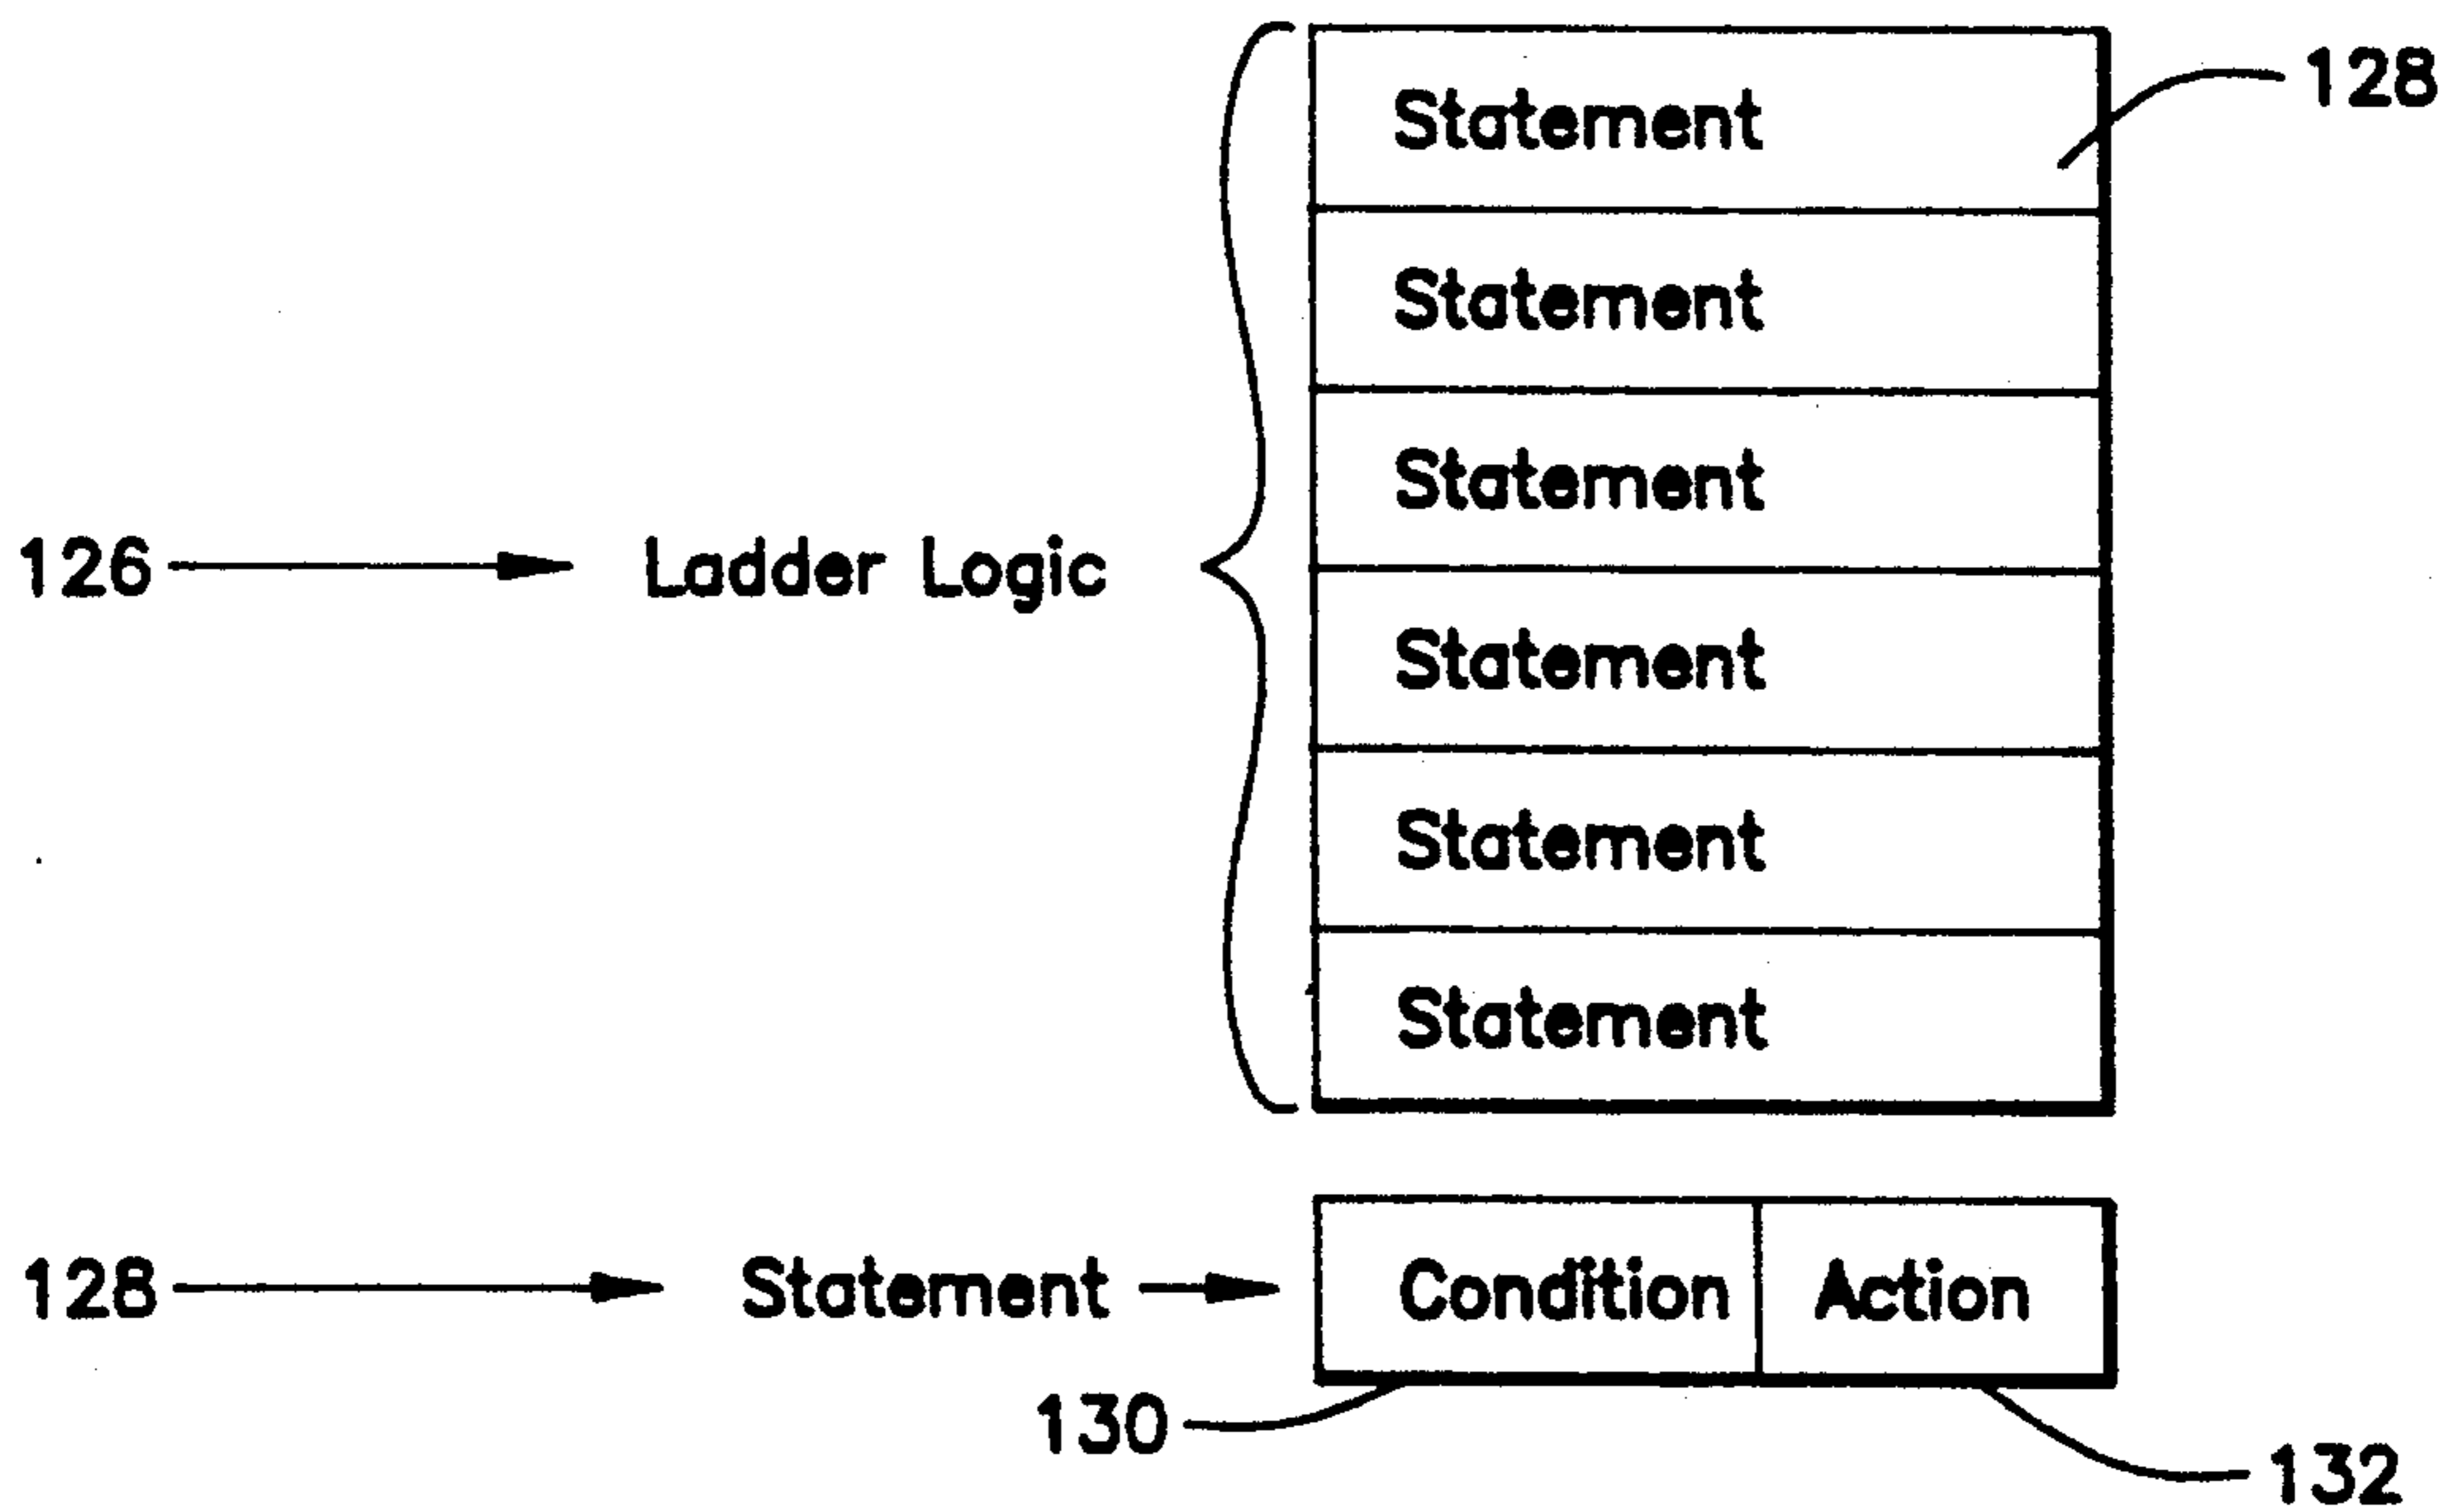 Statement 128
Statement
Statement
126 Ladder Logic
Statement
Statement
Statement
128 Statement Condition Action
130
132